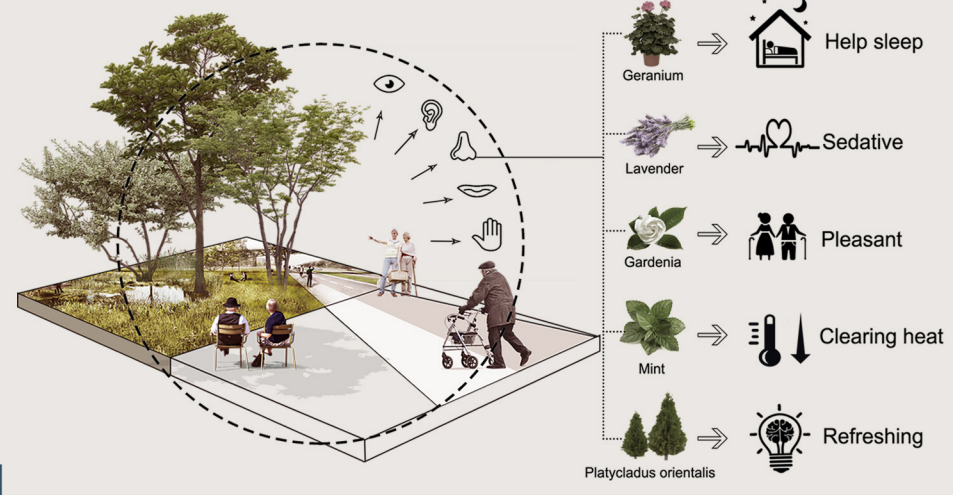 Geranium
Help sleep
Lavender
Sedative
Gardenia
Pleasant
Mint
Clearing heat
Platycladus orientalis
Refreshing